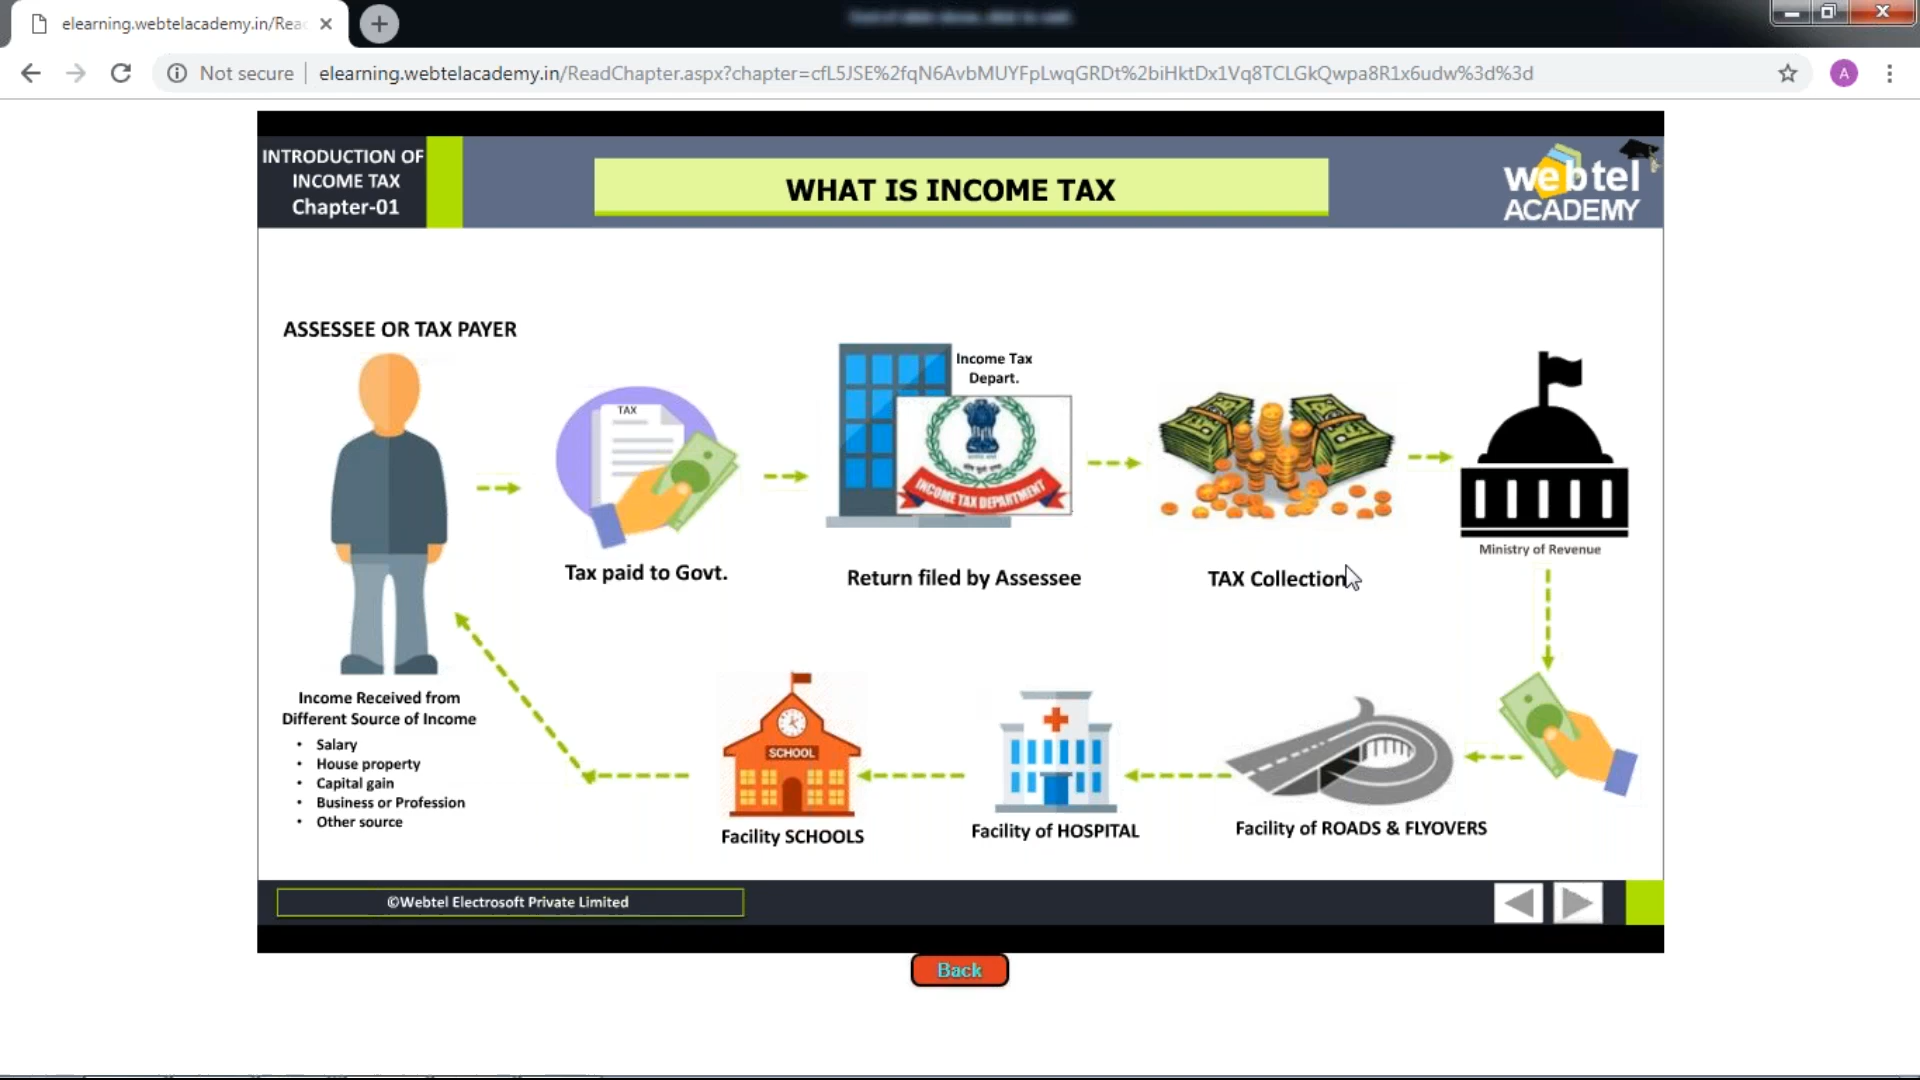 elearning.webtelacademy.in/Read
Not secure
elearning.webtelacademy.in/ReadChapter.aspx?chapter=cfL5JSE%2fqN6AvbMUYFpLwqGRDt%2biHktDx1Vq8TCLGkQwpa8R1x6udw%3d%3d
A
INTRODUCTION OF
INCOME TAX
Chapter-01
WHAT IS INCOME TAX
webtel
ACADEMY
ASSESSEE OR TAX PAYER
TAX
Tax paid to Govt.
Income Tax
Depart.
INCOME TAX DEPARTMENT
Return filed by Assessee
TAX Collection
Ministry of Revenue
Income Received from
Different Source of Income
• Salary
• House property
• Capital gain
• Business or Profession
• Other source
SCHOOL
Facility SCHOOLS
Facility of HOSPITAL
Facility of ROADS & FLYOVERS
©Webtel Electrosoft Private Limited
Back